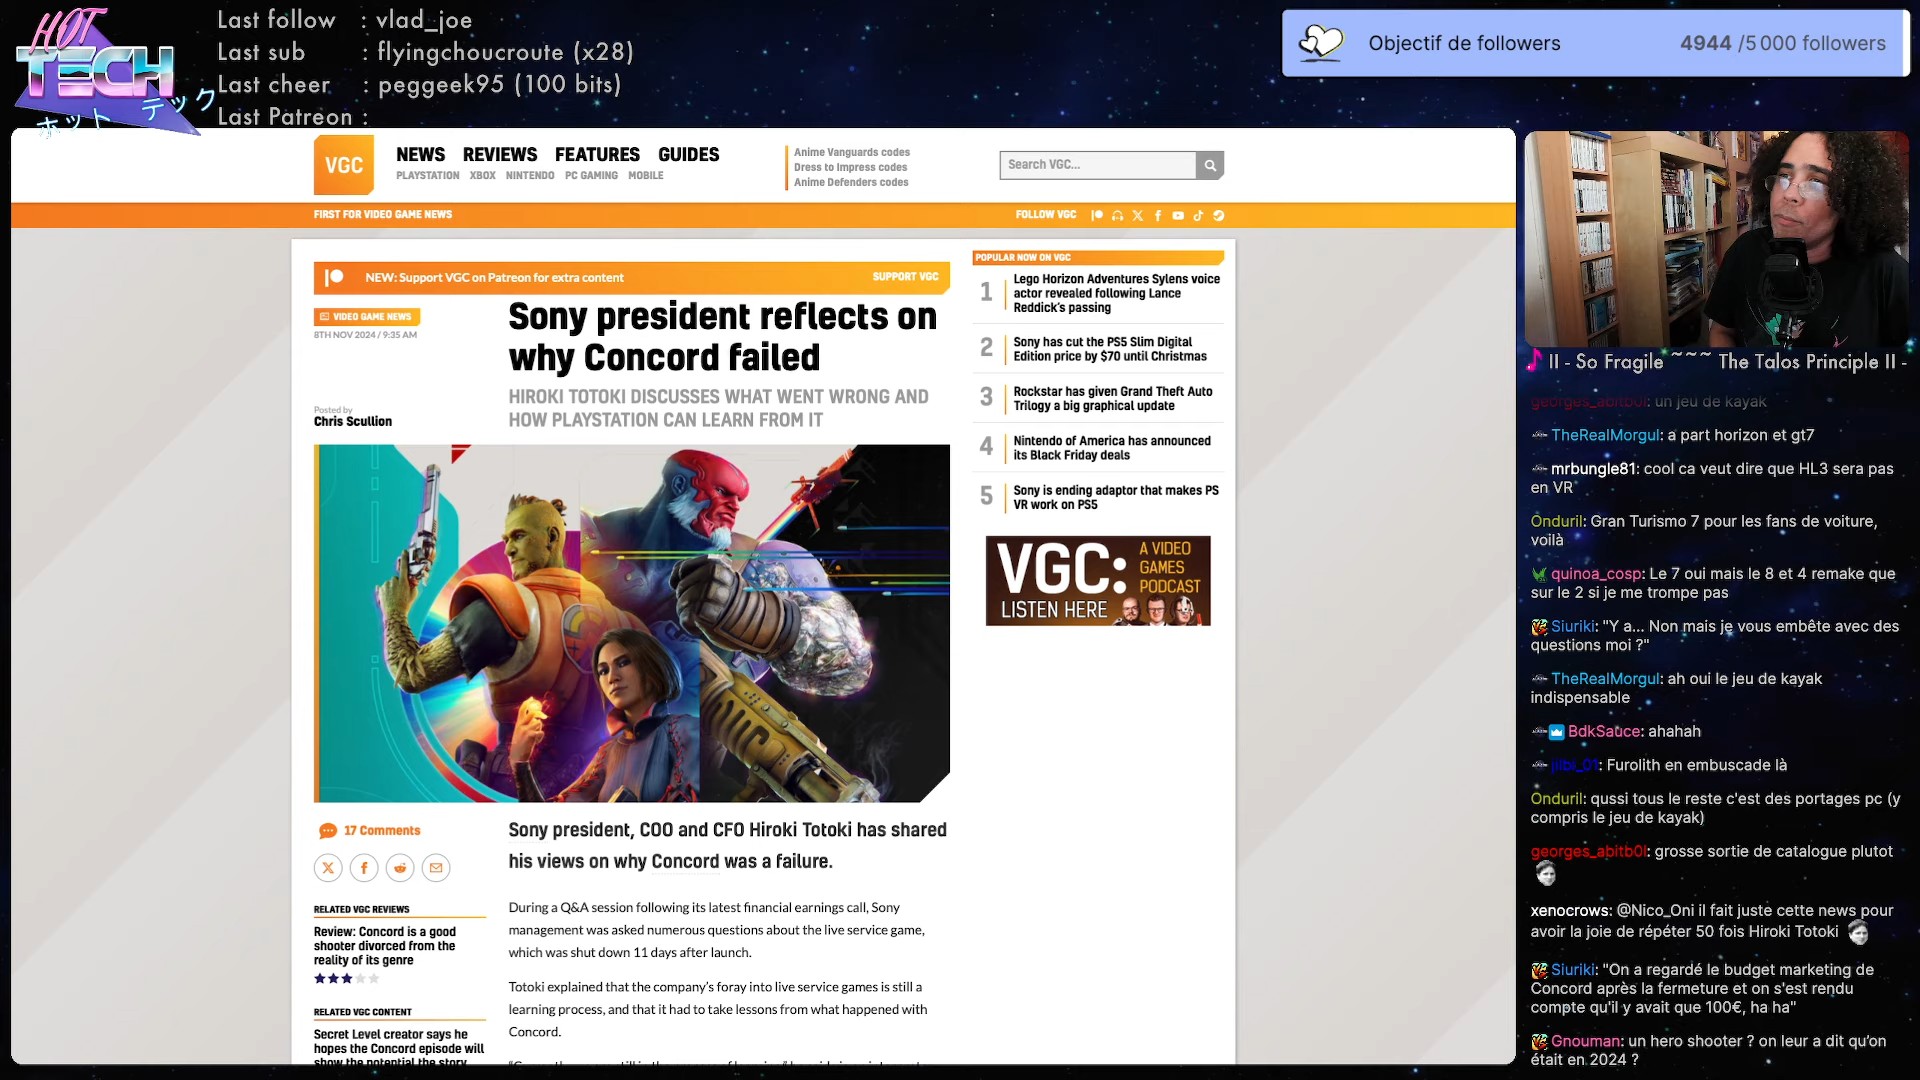 HOT
TECH
ホット テック
Last follow : vlad_joe
Last sub : flyingchoucroute (x28)
Last cheer : peggeek95 (100 bits)
Last Patreon :
Objectif de followers
4944 /5 000 followers
VGC
NEWS REVIEWS FEATURES GUIDES
PLAYSTATION XBOX NINTENDO PC GAMING MOBILE
Anime Vanguards codes
Dress to Impress codes
Anime Defenders codes
Search VGC...
FIRST FOR VIDEO GAME NEWS
FOLLOW VGC
NEW: Support VGC on Patreon for extra content
SUPPORT VGC
VIDEO GAME NEWS
8TH NOV 2024 / 9:35 AM
Posted by
Chris Scullion
Sony president reflects on
why Concord failed
HIROKI TOTOKI DISCUSSES WHAT WENT WRONG AND
HOW PLAYSTATION CAN LEARN FROM IT
17 Comments
RELATED VGC REVIEWS
Review: Concord is a good
shooter divorced from the
reality of its genre
RELATED VGC CONTENT
Secret Level creator says he
hopes the Concord episode will
show the potential the story
Sony president, COO and CFO Hiroki Totoki has shared
his views on why Concord was a failure.
During a Q&A session following its latest financial earnings call, Sony
management was asked numerous questions about the live service game,
which was shut down 11 days after launch.
Totoki explained that the company's foray into live service games is still a
learning process, and that it had to take lessons from what happened with
Concord.
POPULAR NOW ON VGC
1
Lego Horizon Adventures Sylens voice
actor revealed following Lance
Reddick's passing
2
Sony has cut the PS5 Slim Digital
Edition price by $70 until Christmas
3
Rockstar has given Grand Theft Auto
Trilogy a big graphical update
4
Nintendo of America has announced
its Black Friday deals
5
Sony is ending adaptor that makes PS
VR work on PS5
VGC:
A VIDEO
GAMES
PODCAST
LISTEN HERE
II - So Fragile ~~~ The Talos Principle II -
georges_abitb0l: un jeu de kayak
TheRealMorgul: a part horizon et gt7
mrbungle81: cool ca veut dire que HL3 sera pas
en VR
Onduril: Gran Turismo 7 pour les fans de voiture,
voilà
quinoa_cosp: Le 7 oui mais le 8 et 4 remake que
sur le 2 si je me trompe pas
Siuriki: "Y a... Non mais je vous embête avec des
questions moi ?"
TheRealMorgul: ah oui le jeu de kayak
indispensable
BdkSauce: ahahah
jibi_01: Furolith en embuscade là
Onduril: qussi tous le reste c'est des portages pc (y
compris le jeu de kayak)
georges_abitb0l: grosse sortie de catalogue plutot
xenocrows: @Nico_Oni il fait juste cette news pour
avoir la joie de répéter 50 fois Hiroki Totoki
Siuriki: "On a regardé le budget marketing de
Concord après la fermeture et on s'est rendu
compte qu'il y avait que 100€, ha ha"
Gnouman: un hero shooter ? on leur a dit qu'on
était en 2024 ?